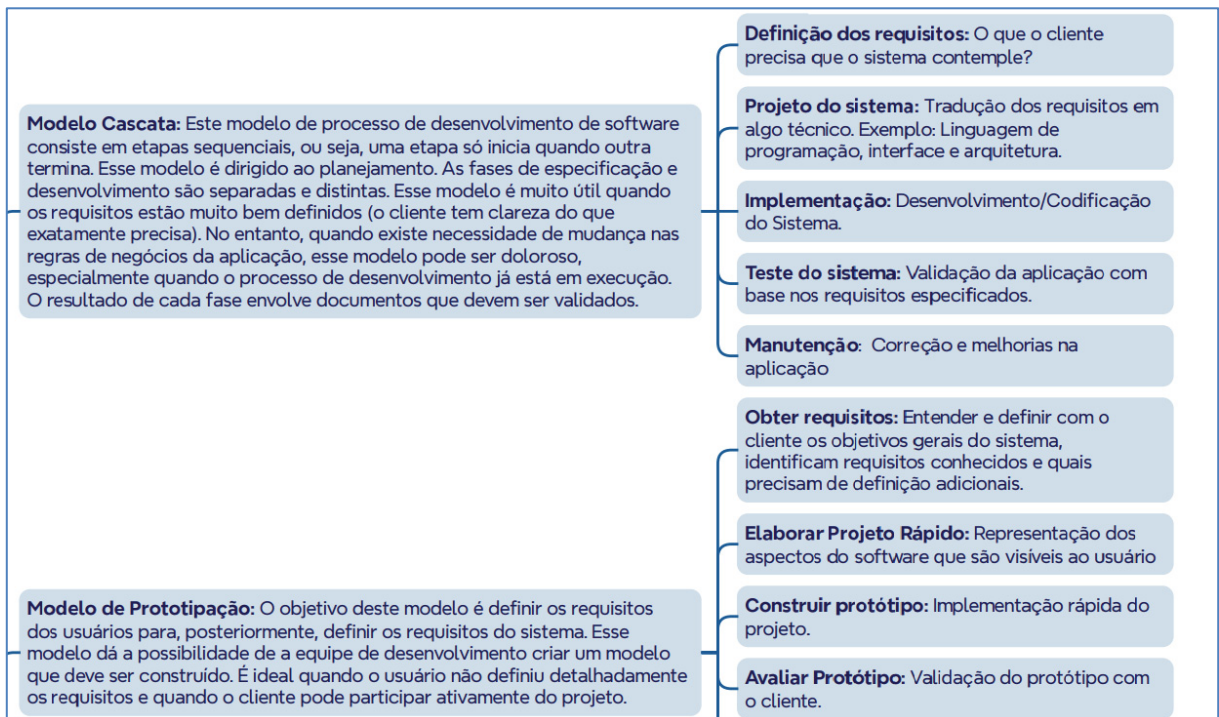 Modelo Cascata: Este modelo de processo de desenvolvimento de software
consiste em etapas sequenciais, ou seja, uma etapa só inicia quando outra
termina. Esse modelo é dirigido ao planejamento. As fases de especificação e
desenvolvimento são separadas e distintas. Esse modelo é muito útil quando
os requisitos estão muito bem definidos (o cliente tem clareza do que
exatamente precisa). No entanto, quando existe necessidade de mudança nas
regras de negócios da aplicação, esse modelo pode ser doloroso,
especialmente quando o processo de desenvolvimento já está em execução.
O resultado de cada fase envolve documentos que devem ser validados.
Definição dos requisitos: O que o cliente
precisa que o sistema contemple?
Projeto do sistema: Tradução dos requisitos em
algo técnico. Exemplo: Linguagem de
programação, interface e arquitetura.
Implementação: Desenvolvimento/Codificação
do Sistema.
Teste do sistema: Validação da aplicação com
base nos requisitos especificados.
Manutenção: Correção e melhorias na
aplicação
Modelo de Prototipação: O objetivo deste modelo é definir os requisitos
dos usuários para, posteriormente, definir os requisitos do sistema. Esse
modelo dá a possibilidade de a equipe de desenvolvimento criar um modelo
que deve ser construído. É ideal quando o usuário não definiu detalhadamente
os requisitos e quando o cliente pode participar ativamente do projeto.
Obter requisitos: Entender e definir com o
cliente os objetivos gerais do sistema,
identificam requisitos conhecidos e quais
precisam de definição adicionais.
Elaborar Projeto Rápido: Representação dos
aspectos do software que são visíveis ao usuário
Construir protótipo: Implementação rápida do
projeto.
Avaliar Protótipo: Validação do protótipo com
o cliente.